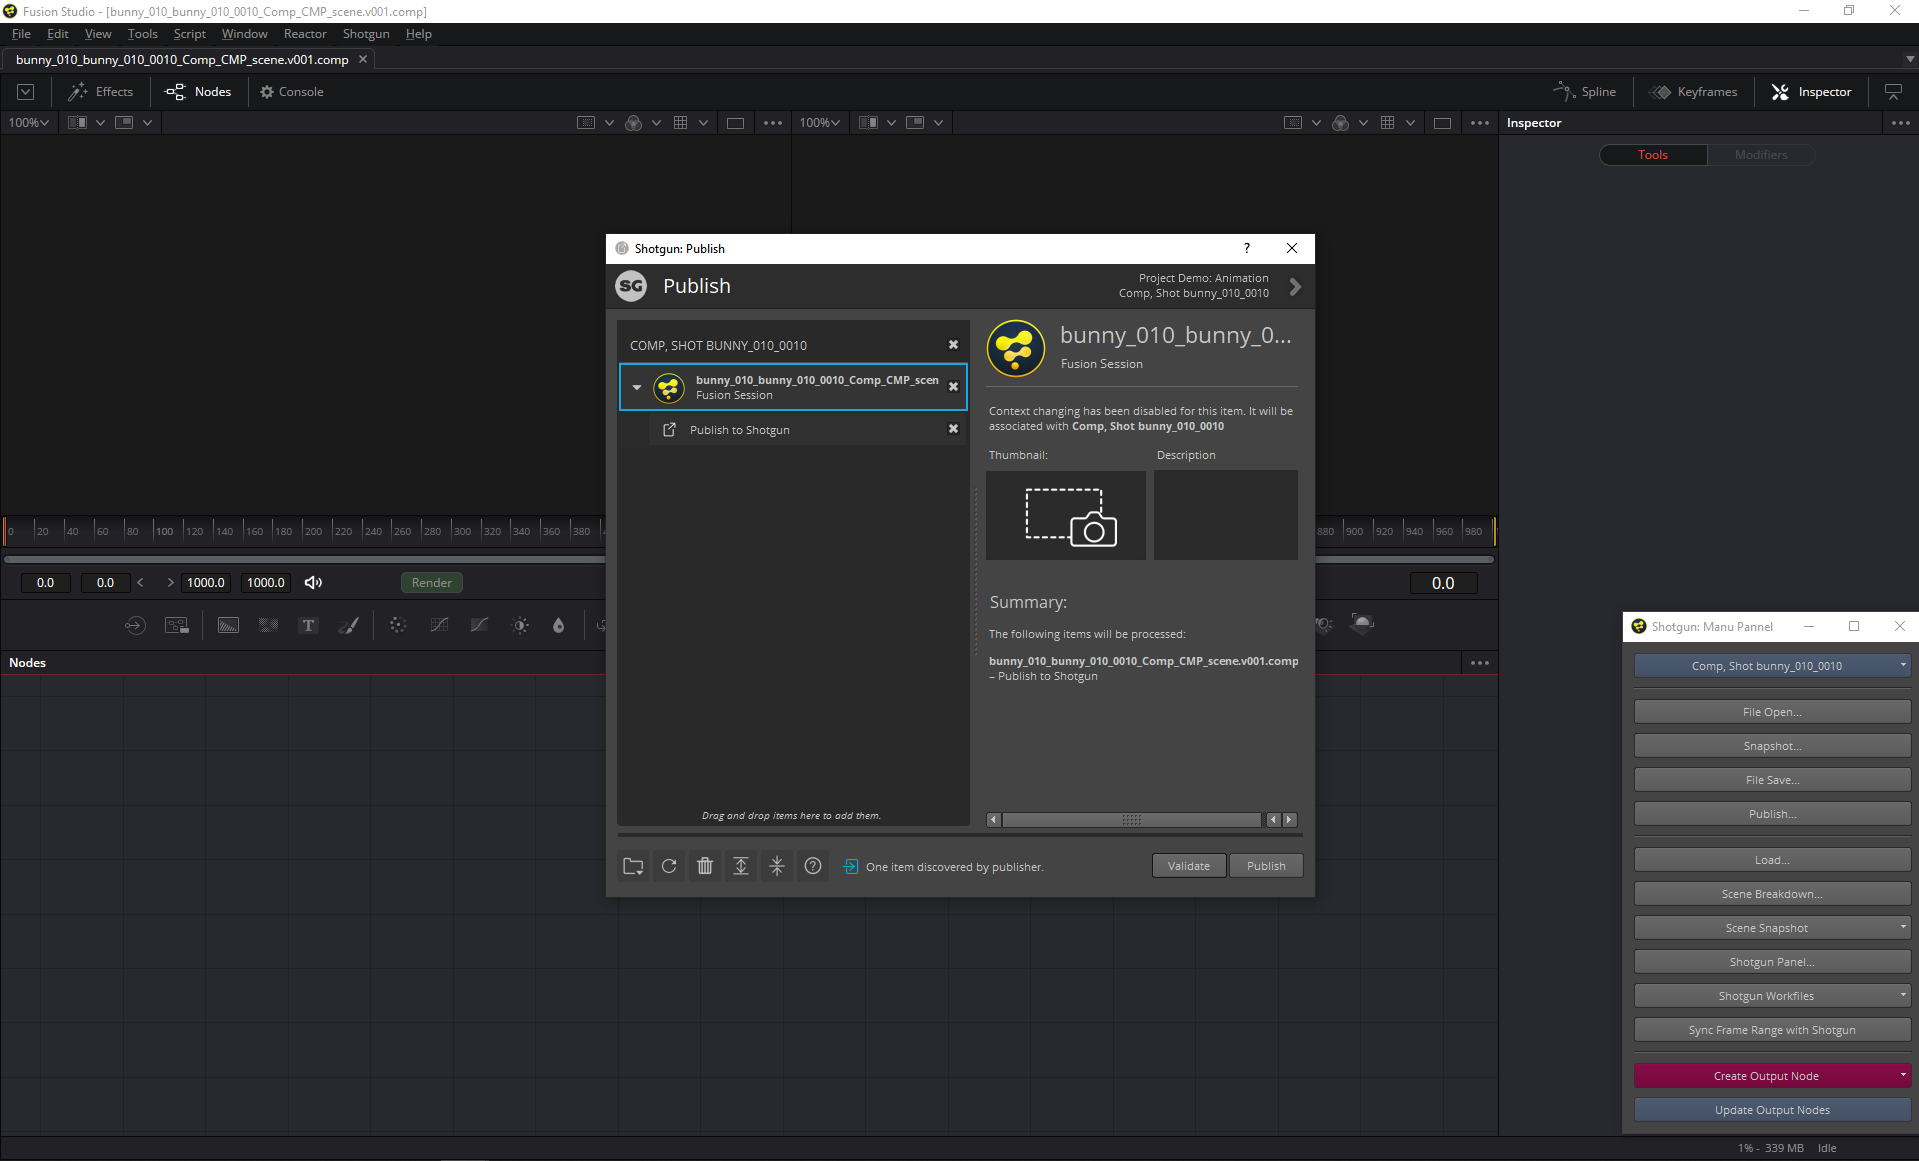 Fusion Studio - [bunny_010_bunny_010_0010_Comp_CMP_scene.v001.comp]
File Edit View Tools Script Window Reactor Shotgun Help
bunny_010_bunny_010_0010_Comp_CMP_scene.v001.comp
Effects Nodes Console Spline Keyframes Inspector
100% 100% Inspector
Tools Modifiers
Shotgun: Publish ?
SG Publish
Project Demo: Animation
Comp, Shot bunny_010_0010
COMP, SHOT BUNNY_010_0010
bunny_010_bunny_010_0010_Comp_CMP_scen
Fusion Session
Publish to Shotgun
Drag and drop items here to add them.
bunny_010_bunny_0...
Fusion Session
Context changing has been disabled for this item. It will be
associated with Comp, Shot bunny_010_0010
Thumbnail: Description
Summary:
The following items will be processed:
bunny_010_bunny_010_0010_Comp_CMP_scene.v001.comp
– Publish to Shotgun
One item discovered by publisher.
Validate Publish
0 20 40 60 80 100 120 140 160 180 200 220 240 260 280 300 320 340 360 380 880 900 920 940 960 980
0.0 0.0 < > 1000.0 1000.0 Render 0.0
T
Nodes
Shotgun: Manu Pannel
Comp, Shot bunny_010_0010
File Open...
Snapshot...
File Save...
Publish...
Load...
Scene Breakdown...
Scene Snapshot
Shotgun Panel...
Shotgun Workfiles
Sync Frame Range with Shotgun
Create Output Node
Update Output Nodes
1% - 339 MB Idle